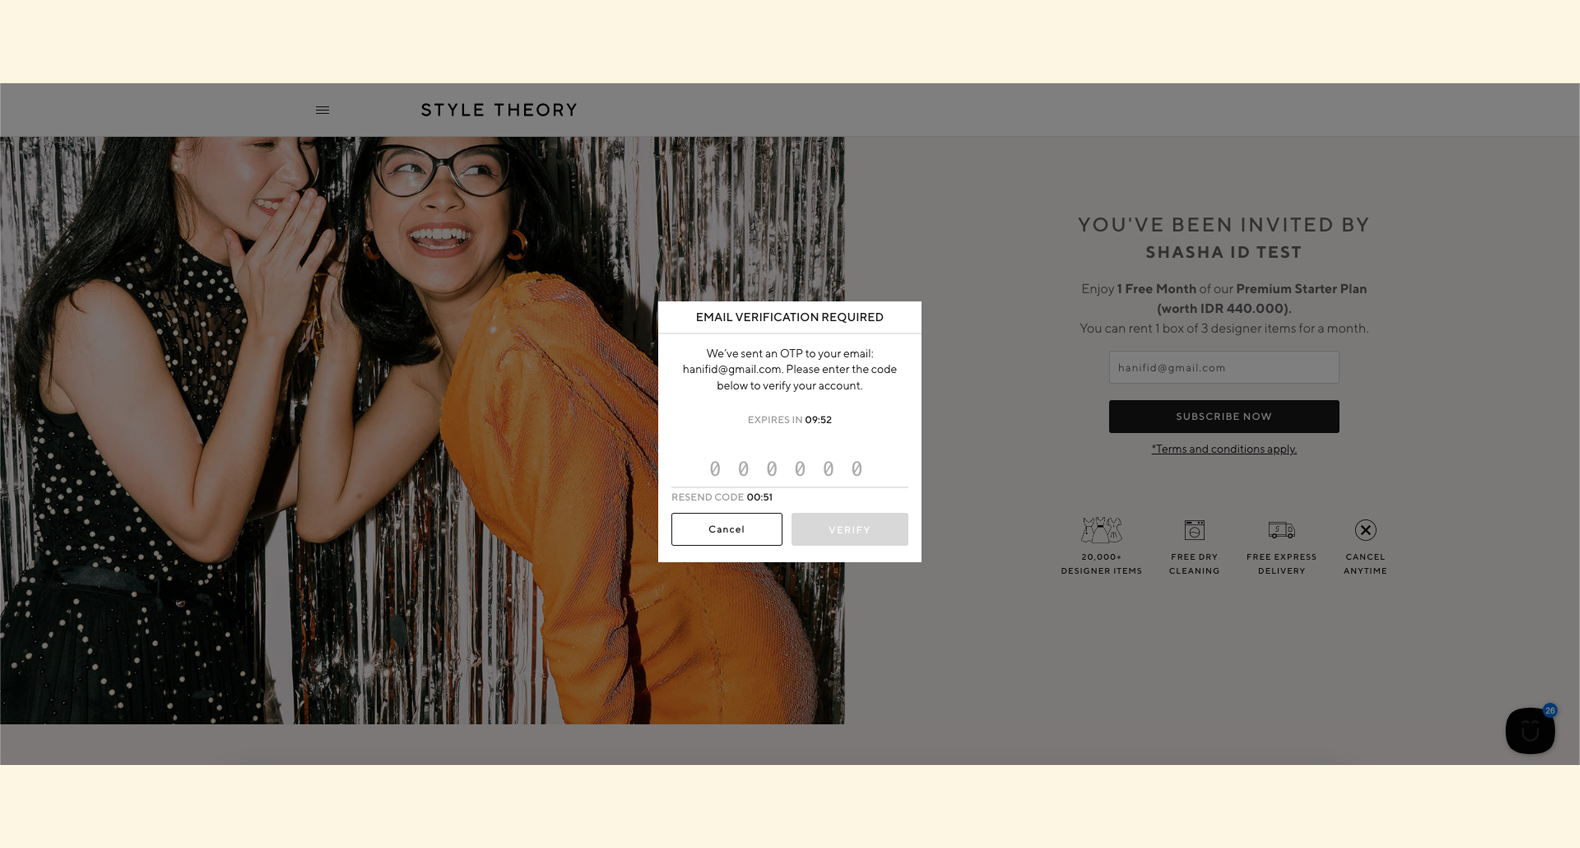 STYLE THEORY
YOU'VE BEEN INVITED BY
SHASHA ID TEST
Enjoy 1 Free Month of our Premium Starter Plan
(worth IDR 440.000).
You can rent 1 box of 3 designer items for a month.
hanifid@gmail.com
SUBSCRIBE NOW
*Terms and conditions apply.
20,000+
DESIGNER ITEMS
FREE DRY
CLEANING
FREE EXPRESS
DELIVERY
CANCEL
ANYTIME
EMAIL VERIFICATION REQUIRED
We've sent an OTP to your email:
hanifid@gmail.com. Please enter the code
below to verify your account.
EXPIRES IN 09:52
0 0 0 0 0 0
RESEND CODE 00:51
Cancel
VERIFY
26